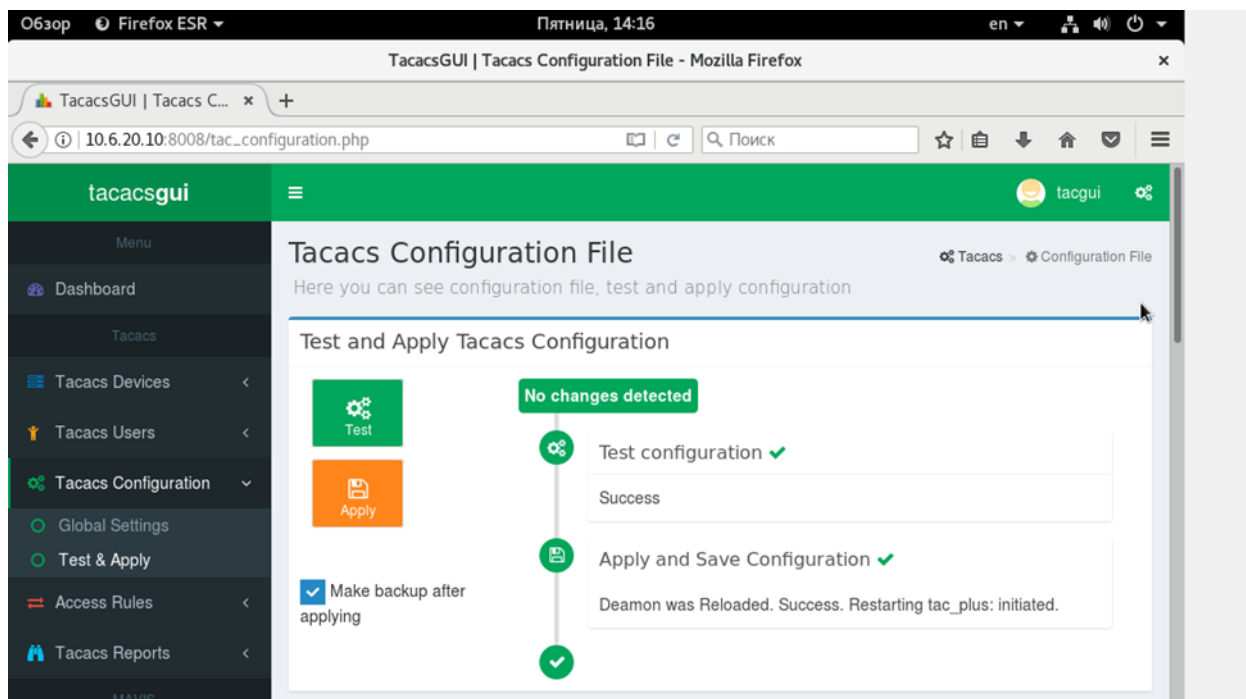 Обзор Firefox ESR Пятница, 14:16 en
TacacsGUI | Tacacs Configuration File - Mozilla Firefox
TacacsGUI | Tacacs C...
10.6.20.10:8008/tac_configuration.php Поиск
tacacsgui tacgui
Menu
Dashboard
Tacacs
Tacacs Devices
Tacacs Users
Tacacs Configuration
Global Settings
Test & Apply
Access Rules
Tacacs Reports
MAVIS
Tacacs Configuration File
Tacacs > Configuration File
Here you can see configuration file, test and apply configuration
Test and Apply Tacacs Configuration
Test
Apply
Make backup after
applying
No changes detected
Test configuration
Success
Apply and Save Configuration
Deamon was Reloaded. Success. Restarting tac_plus: initiated.